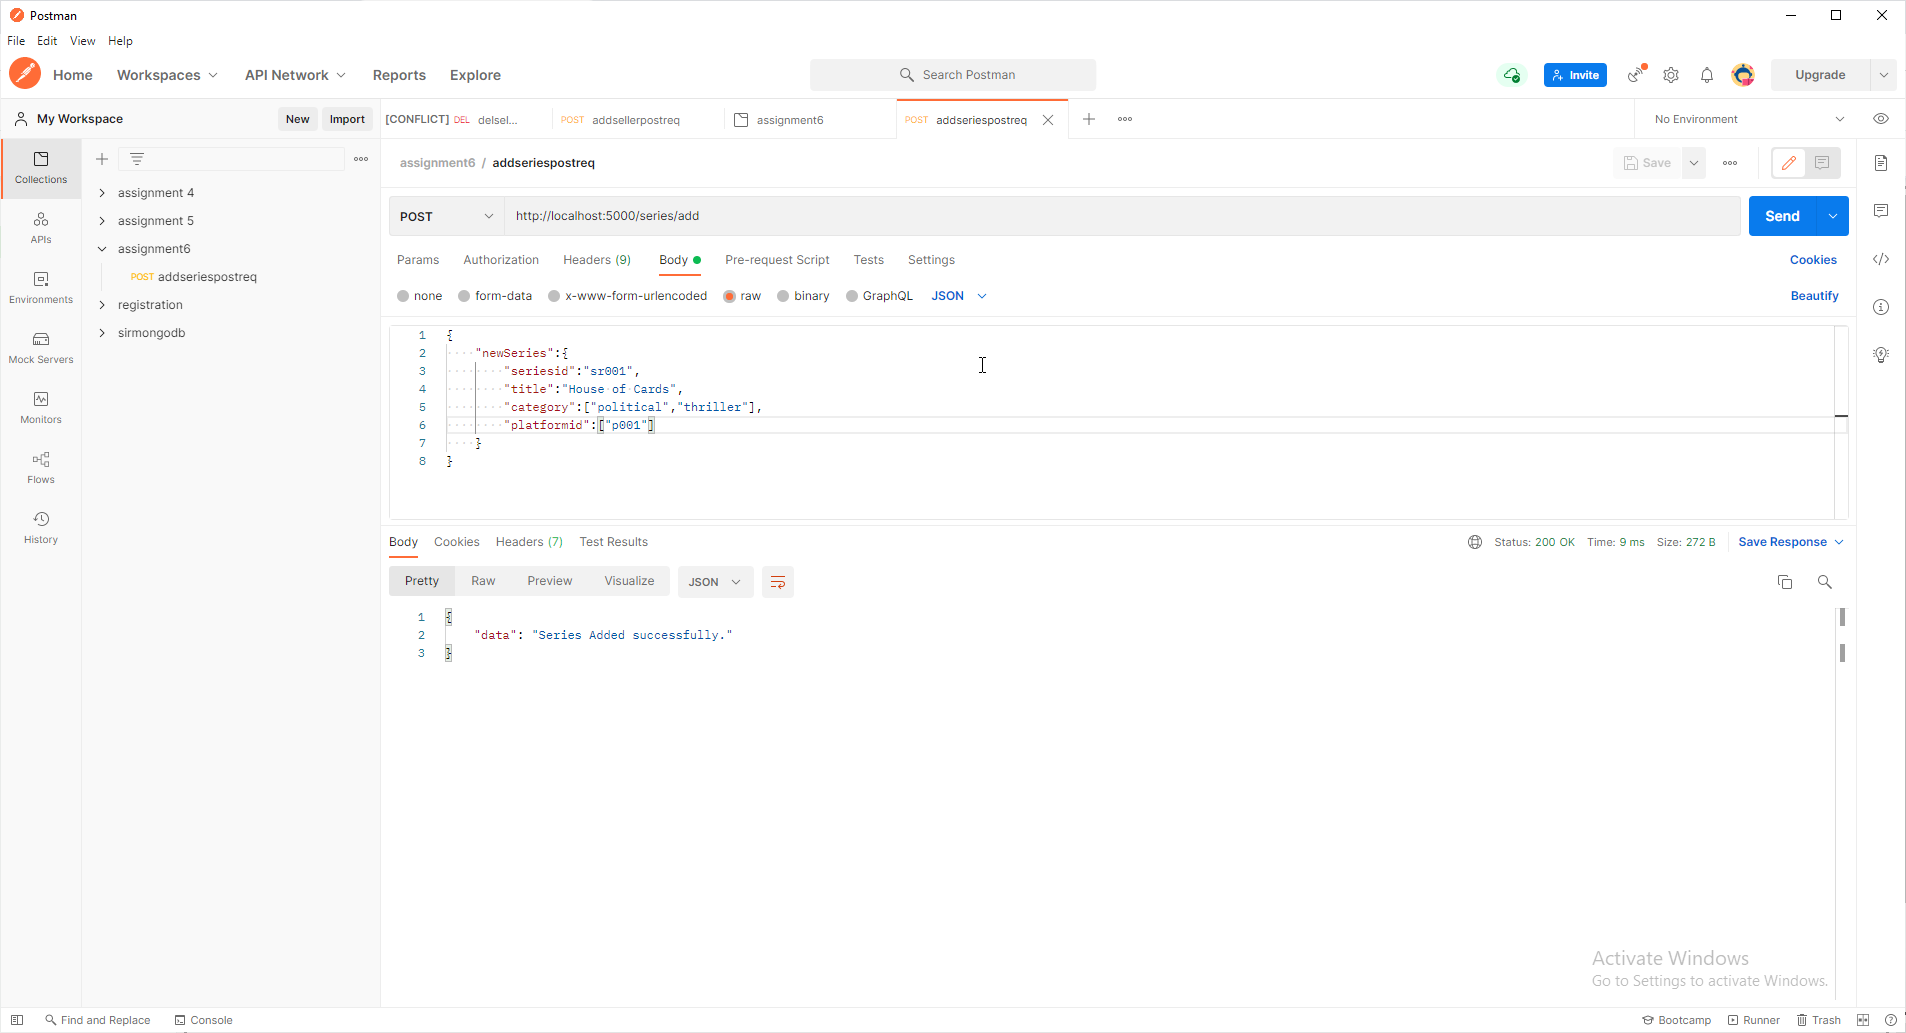 Postman
File Edit View Help
Home Workspaces API Network Reports Explore Search Postman Invite Upgrade
My Workspace New Import [CONFLICT] DEL delsel... POST addsellerpostreq assignment6 POST addseriespostreq No Environment
assignment6 / addseriespostreq Save
Collections
APIs
Environments
Mock Servers
Monitors
Flows
History
assignment 4
assignment 5
assignment6
POST addseriespostreq
registration
sirmongodb
POST http://localhost:5000/series/add Send
Params Authorization Headers (9) Body Pre-request Script Tests Settings Cookies
none form-data x-www-form-urlencoded raw binary GraphQL JSON Beautify
1 {
2 "newSeries":{
3 "seriesid":"sr001",
4 "title":"House of Cards",
5 "category":["political","thriller"],
6 "platformid":["p001"]
7 }
8 }
Body Cookies Headers (7) Test Results Status: 200 OK Time: 9 ms Size: 272 B Save Response
Pretty Raw Preview Visualize JSON
1 {
2 "data": "Series Added successfully."
3 }
Activate Windows
Go to Settings to activate Windows.
Find and Replace Console Bootcamp Runner Trash